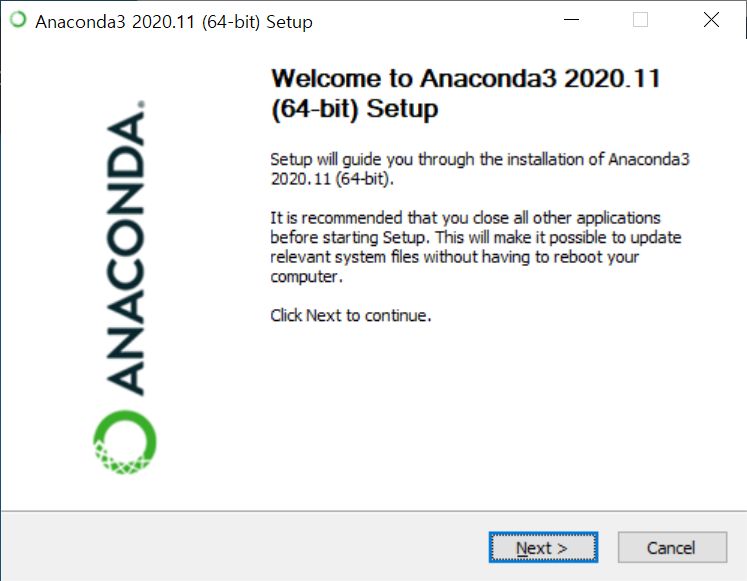 Anaconda3 2020.11 (64-bit) Setup
Welcome to Anaconda3 2020.11
(64-bit) Setup
Setup will guide you through the installation of Anaconda3
2020.11 (64-bit).
It is recommended that you close all other applications
before starting Setup. This will make it possible to update
relevant system files without having to reboot your
computer.
Click Next to continue.
ANACONDA.
Next >
Cancel